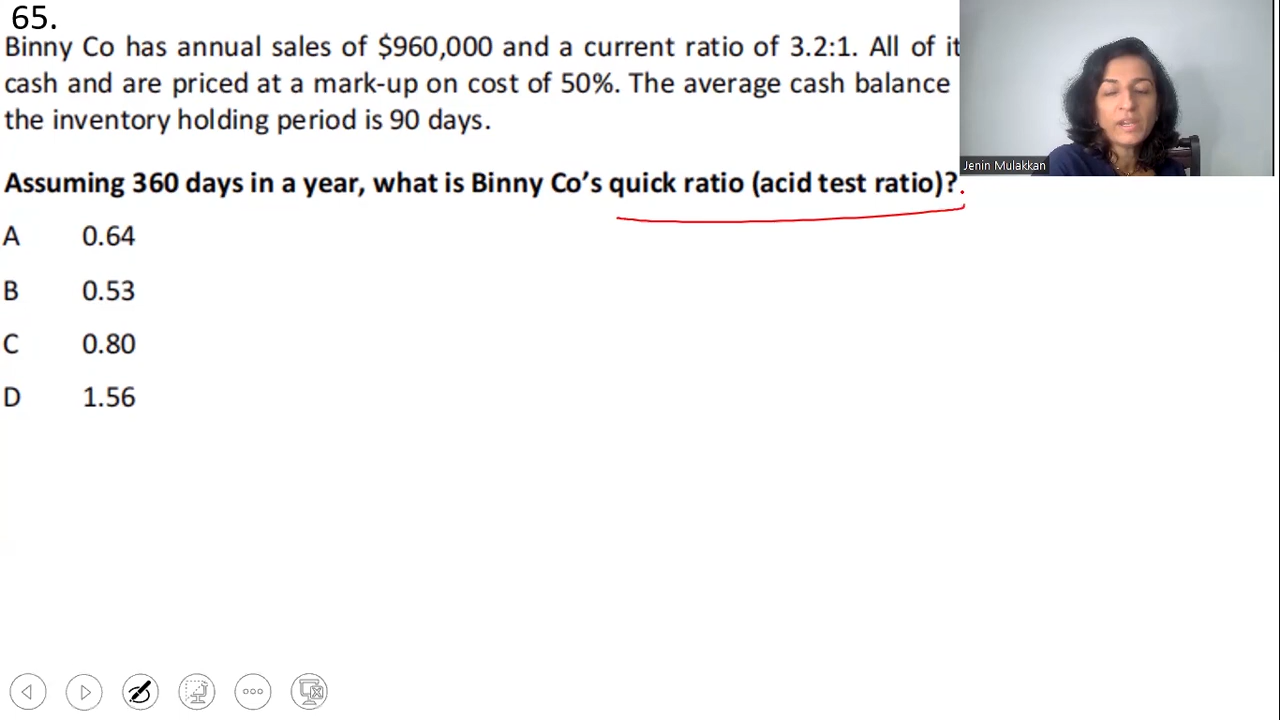 65.
Binny Co has annual sales of $960,000 and a current ratio of 3.2:1. All of it
cash and are priced at a mark-up on cost of 50%. The average cash balance
the inventory holding period is 90 days.
Jenin Mulakkan
Assuming 360 days in a year, what is Binny Co’s quick ratio (acid test ratio)?
A 0.64
B 0.53
C 0.80
D 1.56